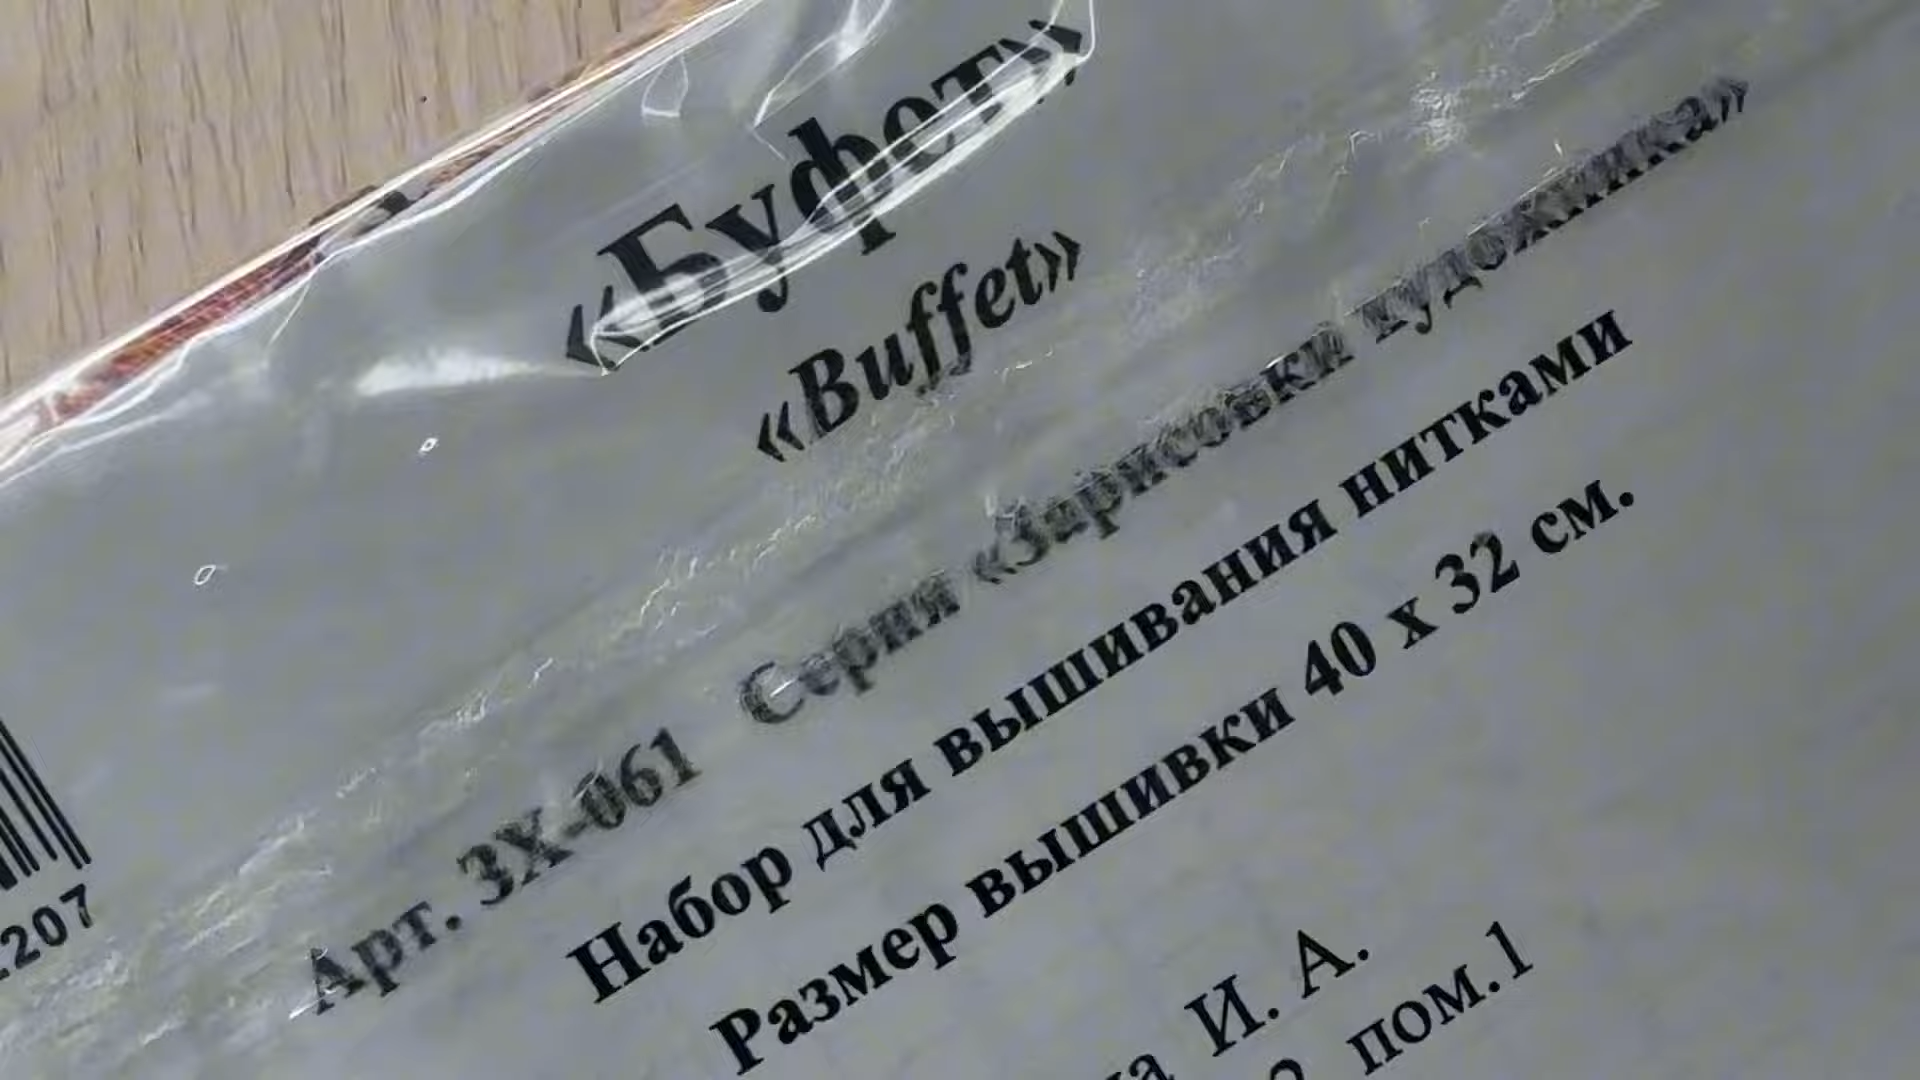 «Буфет»
«Buffet»
Арт. ЗХ-061 Серия «Зарисовки художника»
Набор для вышивания нитками
Размер вышивки 40 х 32 см.
207
И. А.
пом.1